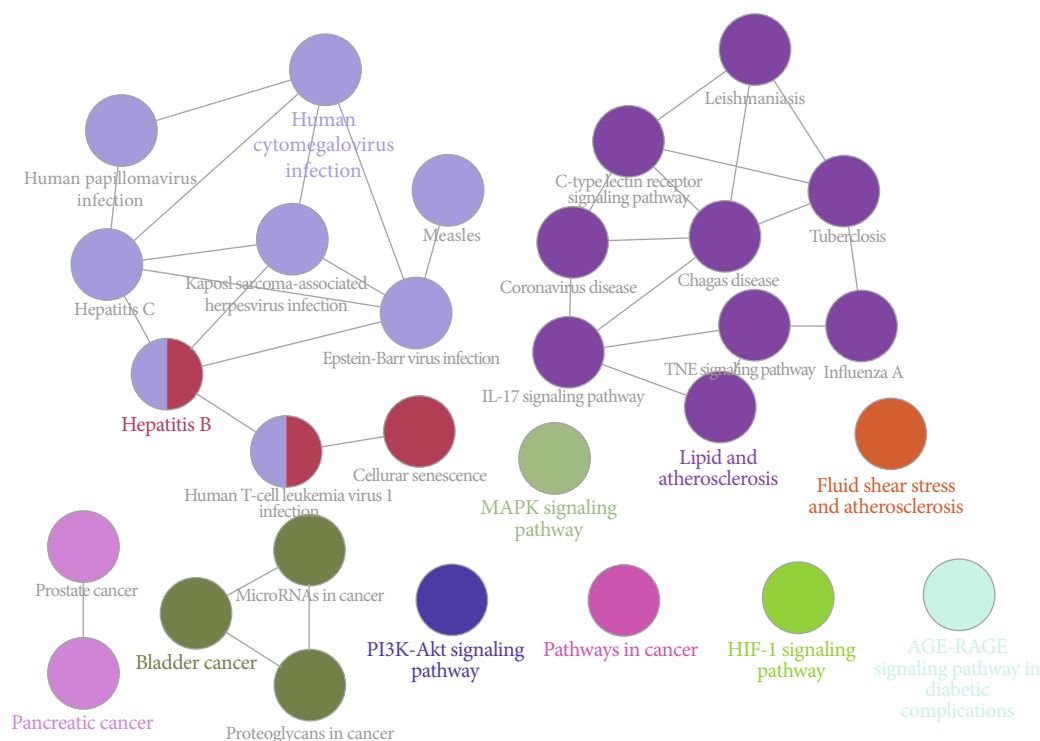 Leishmaniasis
Human
cytomegalovirus
infection
Human papillomavirus
infection
C-type lectin receptor
signaling pathway
Measles
Tuberclosis
Kaposl sarcoma-associated
herpesvirus infection
Hepatitis C
Coronavirus disease
Chagas disease
Epstein-Barr virus infection
TNE signaling pathway
Influenza A
IL-17 signaling pathway
Hepatitis B
Lipid and
atherosclerosis
Cellurar senescence
Fluid shear stress
and atherosclerosis
Human T-cell leukemia virus 1
infection
MAPK signaling
pathway
Prostate cancer
MicroRNAs in cancer
Bladder cancer
PI3K-Akt signaling
pathway
Pathways in cancer
HIF-1 signaling
pathway
AGE-RAGE
signaling pathway in
diabetic
complications
Pancreatic cancer
Proteglycans in cancer